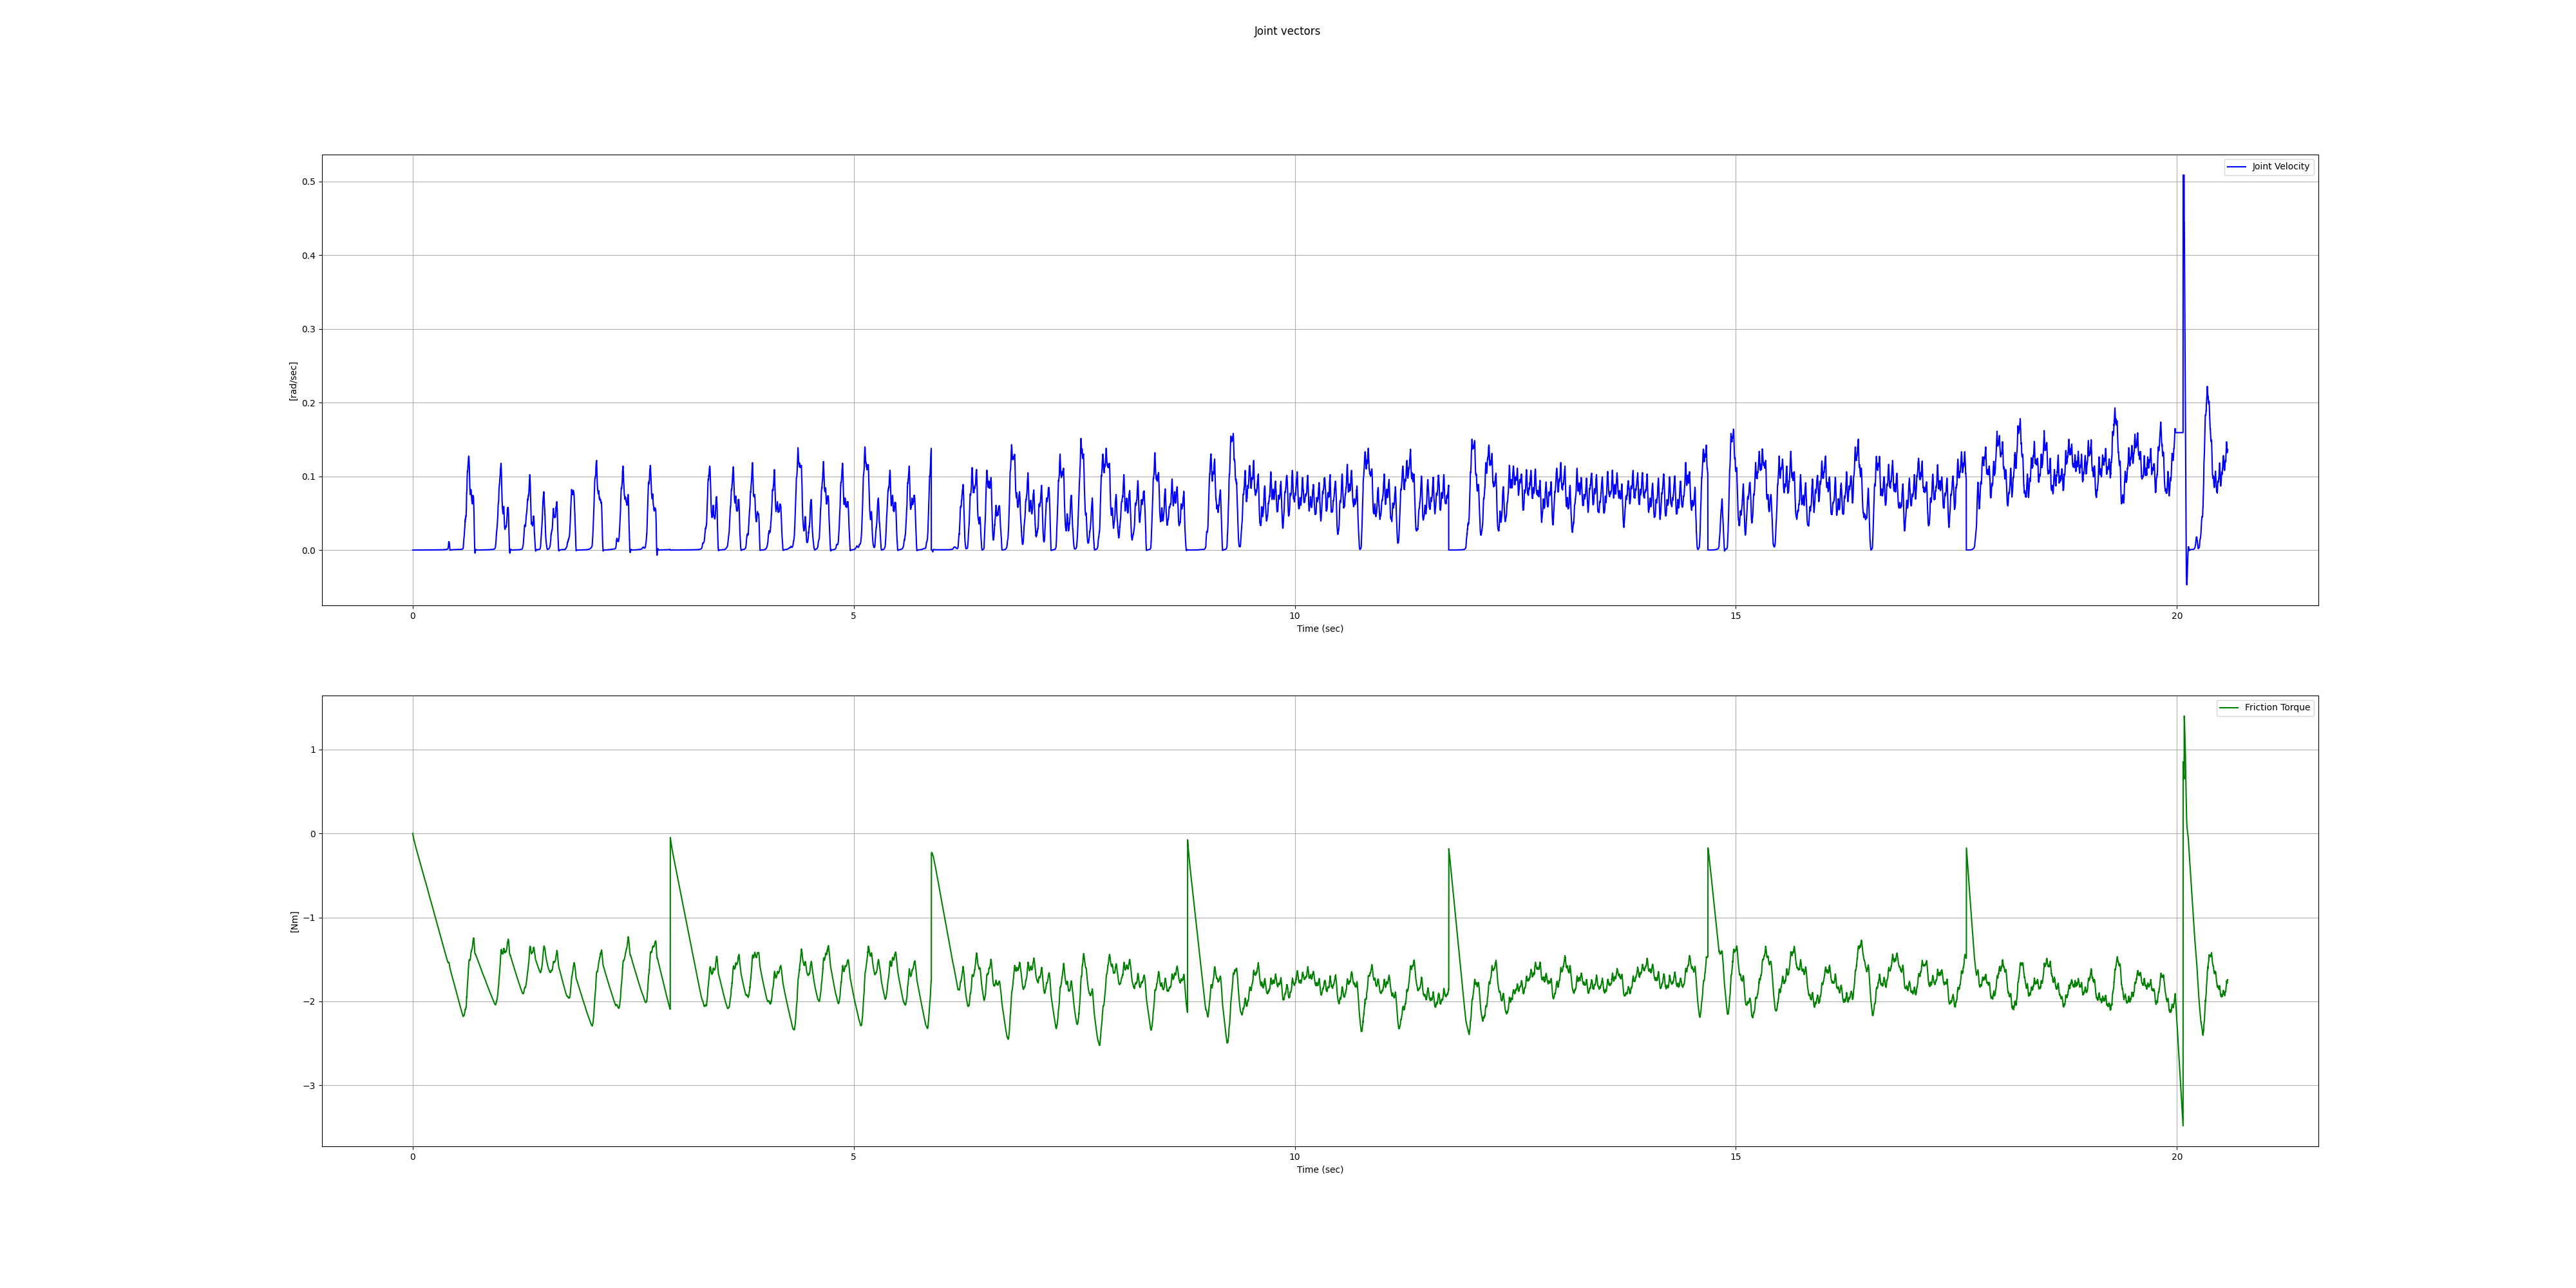 Joint vectors
Joint Velocity
0.5
0.4
0.3
0.2
0.1
0.0
[rad/sec]
0 5 10 15 20
Time (sec)
Friction Torque
1
0
−1
−2
−3
[Nm]
0 5 10 15 20
Time (sec)